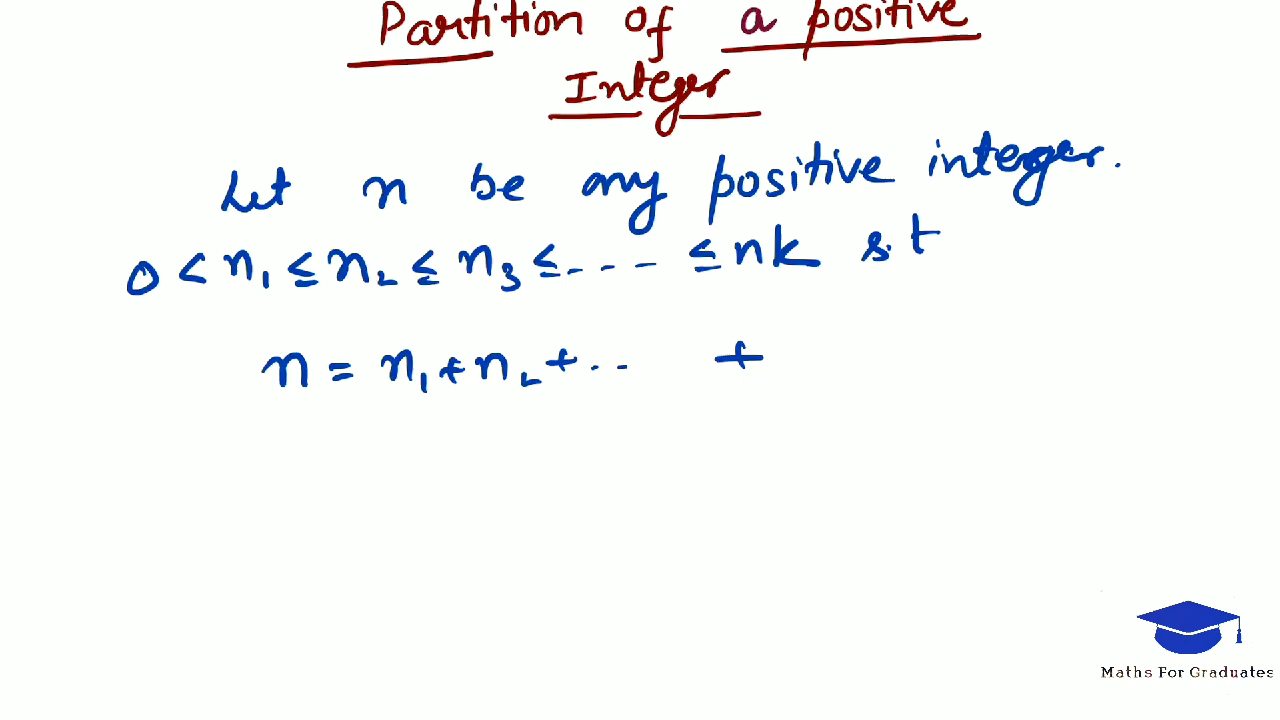 Partition of a positive
Integer
Let n be any positive integer.
0 < n₁ ≤ n₂ ≤ n₃ ≤ - - - - ≤ nk s.t
n = n₁ + n₂ + .. - +
Maths For Graduates